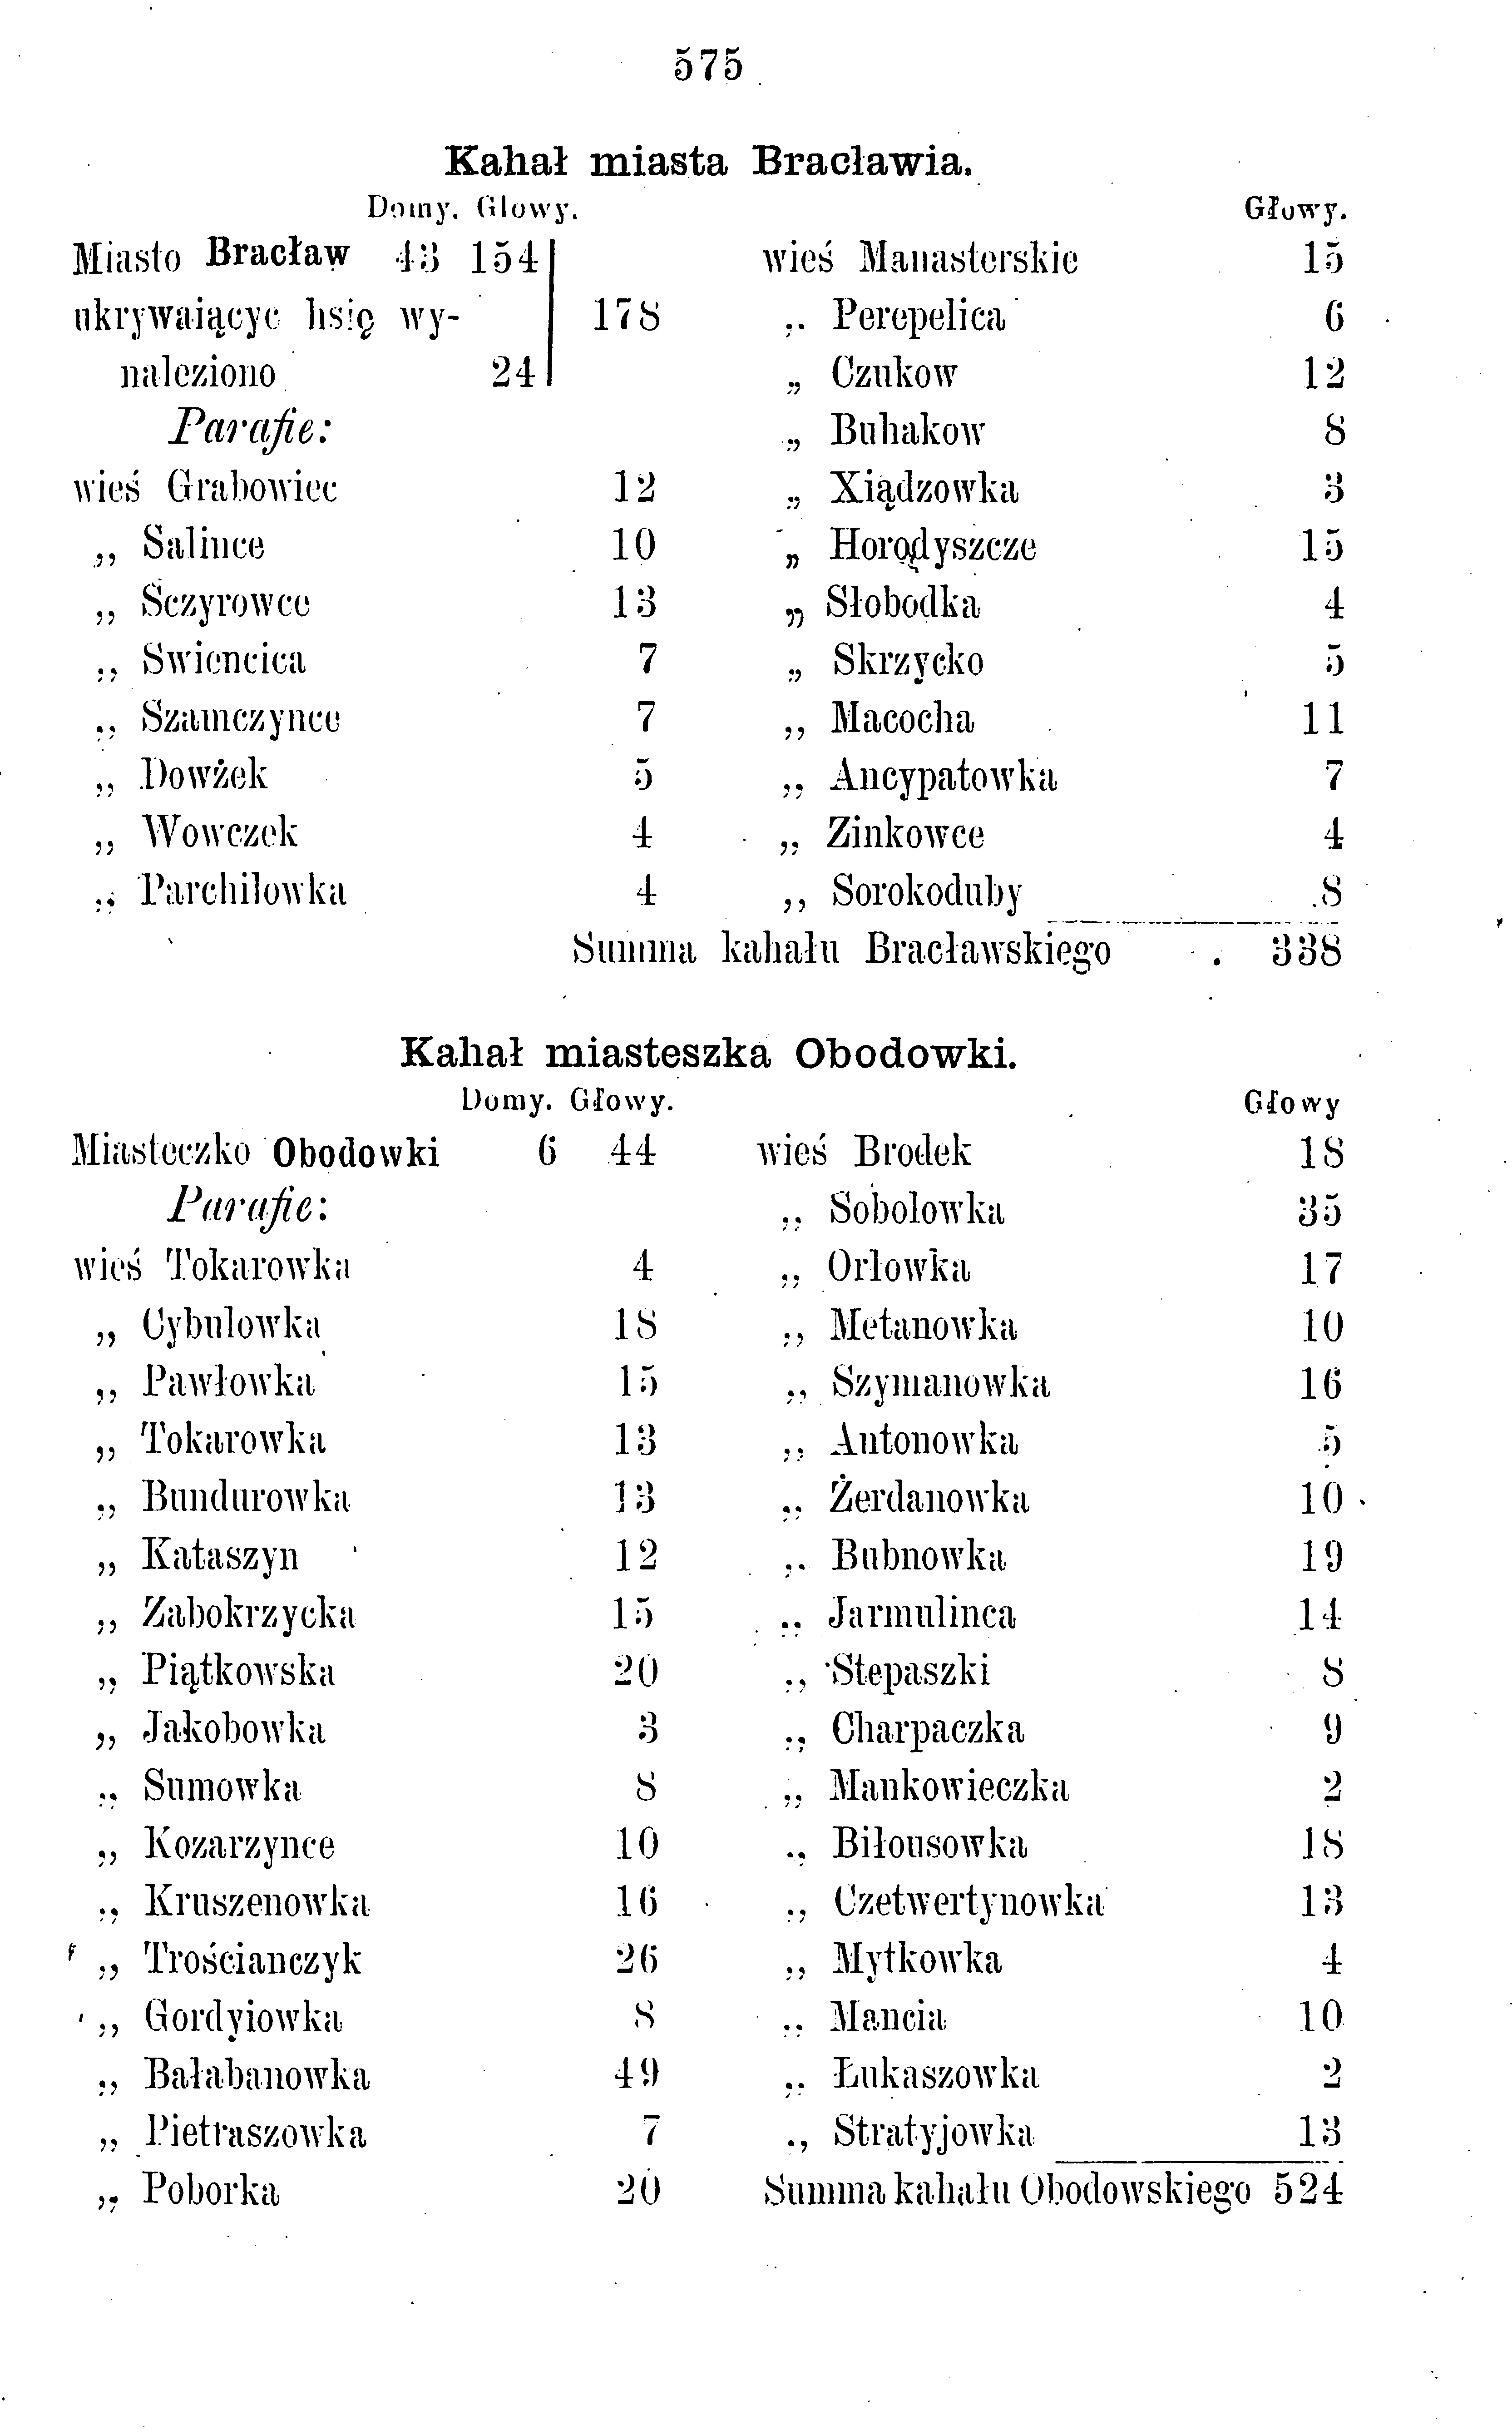 575
Kahał miasta Bracławia.
Domy. Głowy.
Miasto Bracław 43 154
ukrywaiącyc hsię wy- 178
naleziono 24
Parafie:
wieś Grabowiec 12
„ Salince 10
„ Sczyrowce 13
„ Swiencica 7
„ Szamczynce 7
„ Dowżek 5
„ Wowczek 4
„ Parchilowka 4
Głowy.
wieś Manasterskie 15
„ Perepelica 6
„ Czukow 12
„ Buhakow 8
„ Xiądzowka 3
„ Horodyszcze 15
„ Słobodka 4
„ Skrzycko 5
„ Macocha 11
„ Ancypatowka 7
„ Zinkowce 4
„ Sorokoduby 8
Summa kahału Bracławskiego . 338
Kahał miasteszka Obodowki.
Domy. Głowy.
Miasteczko Obodowki 6 44
Parafie:
wieś Tokarowka 4
„ Cybulowka 18
„ Pawłowka 15
„ Tokarowka 13
„ Bundurowka 13
„ Kataszyn 12
„ Zabokrzycka 15
„ Piątkowska 20
„ Jakobowka 3
„ Sumowka 8
„ Kozarzynce 10
„ Kruszenowka 16
„ Trościanczyk 26
„ Gordyiowka 8
„ Bałabanowka 49
„ Pietraszowka 7
„ Poborka 20
Głowy
wieś Brodek 18
„ Sobolowka 35
„ Orlowka 17
„ Metanowka 10
„ Szymanowka 16
„ Antonowka 5
„ Żerdanowka 10
„ Bubnowka 19
„ Jarmulinca 14
„ Stepaszki 8
„ Charpaczka 9
„ Mankowieczka 2
„ Biłousowka 18
„ Czetwertynowka 13
„ Mytkowka 4
„ Mancia 10
„ Łukaszowka 2
„ Stratyjowka 13
Summa kahału Obodowskiego 524